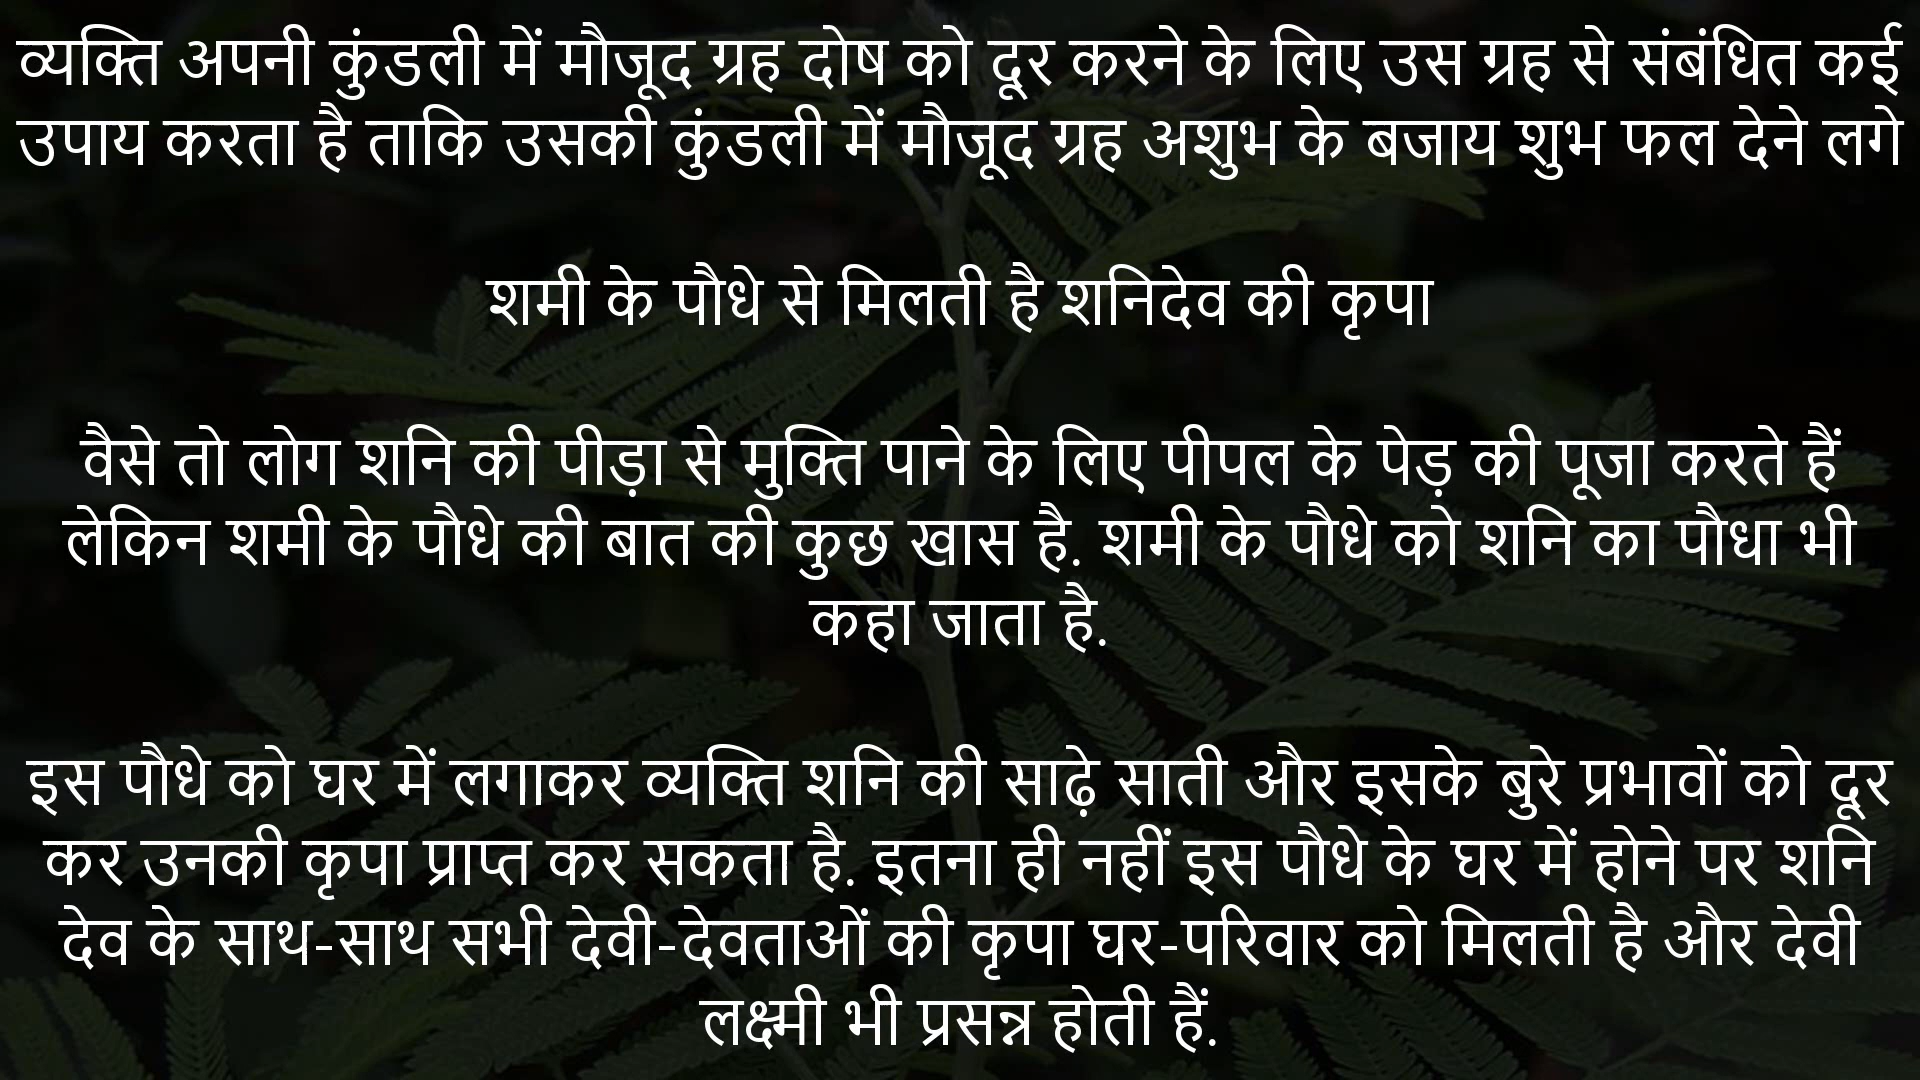 व्यक्ति अपनी कुंडली में मौजूद ग्रह दोष को दूर करने के लिए उस ग्रह से संबंधित कई
उपाय करता है ताकि उसकी कुंडली में मौजूद ग्रह अशुभ के बजाय शुभ फल देने लगे
शमी के पौधे से मिलती है शनिदेव की कृपा
वैसे तो लोग शनि की पीड़ा से मुक्ति पाने के लिए पीपल के पेड़ की पूजा करते हैं
लेकिन शमी के पौधे की बात की कुछ खास है. शमी के पौधे को शनि का पौधा भी
कहा जाता है.
इस पौधे को घर में लगाकर व्यक्ति शनि की साढ़े साती और इसके बुरे प्रभावों को दूर
कर उनकी कृपा प्राप्त कर सकता है. इतना ही नहीं इस पौधे के घर में होने पर शनि
देव के साथ-साथ सभी देवी-देवताओं की कृपा घर-परिवार को मिलती है और देवी
लक्ष्मी भी प्रसन्न होती हैं.